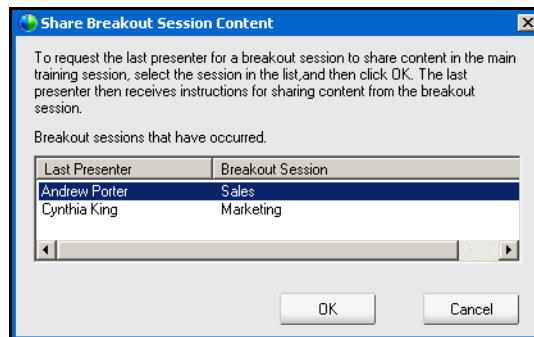 Share Breakout Session Content
To request the last presenter for a breakout session to share content in the main
training session, select the session in the list,and then click OK. The last
presenter then receives instructions for sharing content from the breakout
session.
Breakout sessions that have occurred.
Last Presenter Breakout Session
Andrew Porter Sales
Cynthia King Marketing
OK Cancel